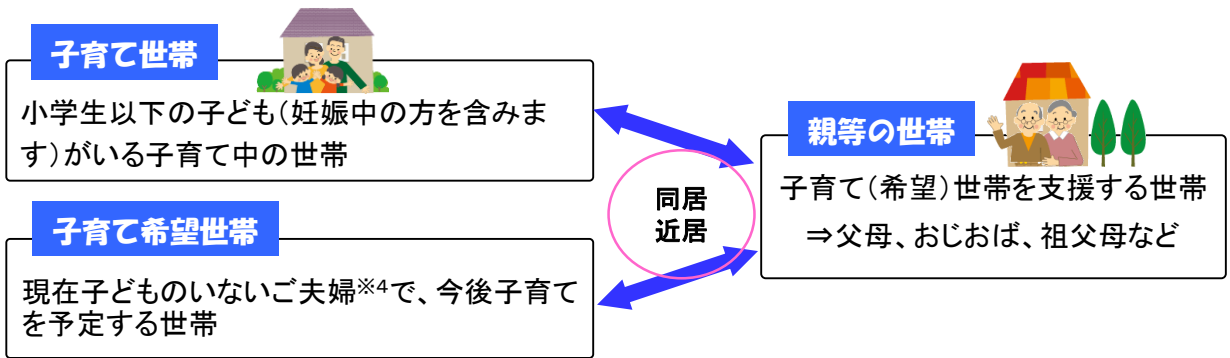 子育て世帯
小学生以下の子ども(妊娠中の方を含みま
す)がいる子育て中の世帯
子育て希望世帯
現在子どものいないご夫婦※4で、今後子育て
を予定する世帯
同居
近居
親等の世帯
子育て(希望)世帯を支援する世帯
⇒父母、おじおば、祖父母など